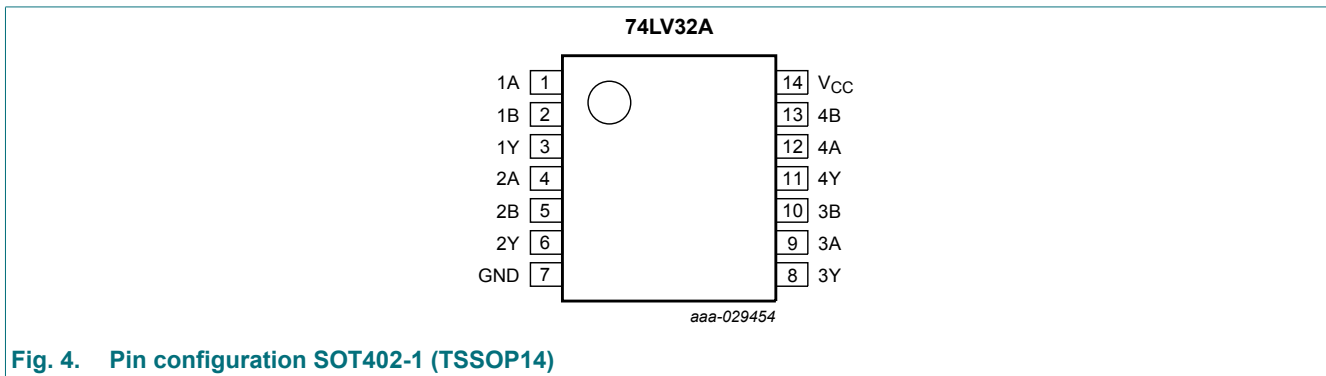 74LV32A
1A 1 14 VCC
1B 2 13 4B
1Y 3 12 4A
2A 4 11 4Y
2B 5 10 3B
2Y 6 9 3A
GND 7 8 3Y
aaa-029454
Fig. 4. Pin configuration SOT402-1 (TSSOP14)